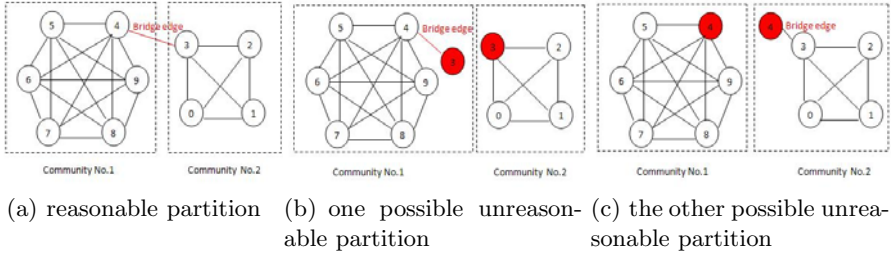 5 4 Bridge edge 3 2
6 9
7 8 0 1
Community No.1 Community No.2
5 4 Bridge edge 3 2
6 9
7 8 0 1
Community No.1 Community No.2
5 4 4 Bridge edge 3 2
6 9
7 8 0 1
Community No.1 Community No.2
(a) reasonable partition
(b) one possible unreason-
able partition
(c) the other possible unrea-
sonable partition